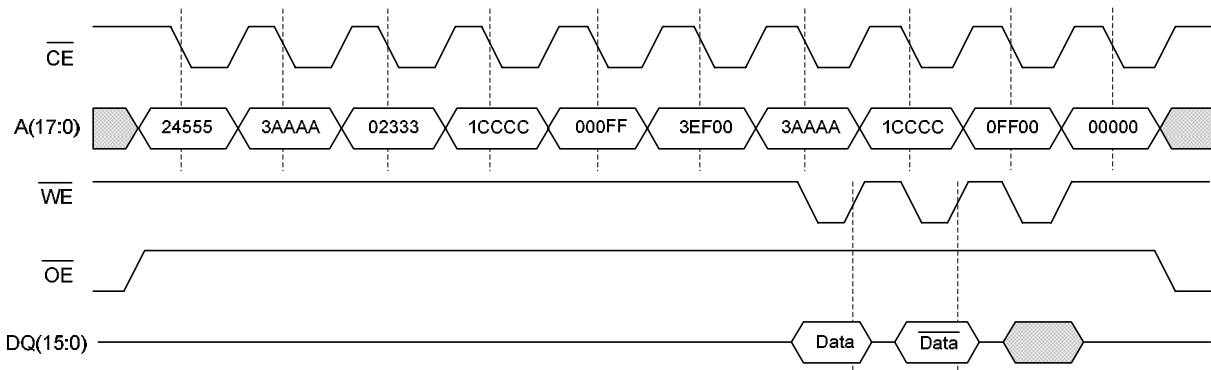 CE
A(17:0) 24555 3AAAA 02333 1CCCC 000FF 3EF00 3AAAA 1CCCC 0FF00 00000
WE
OE
DQ(15:0) Data Data